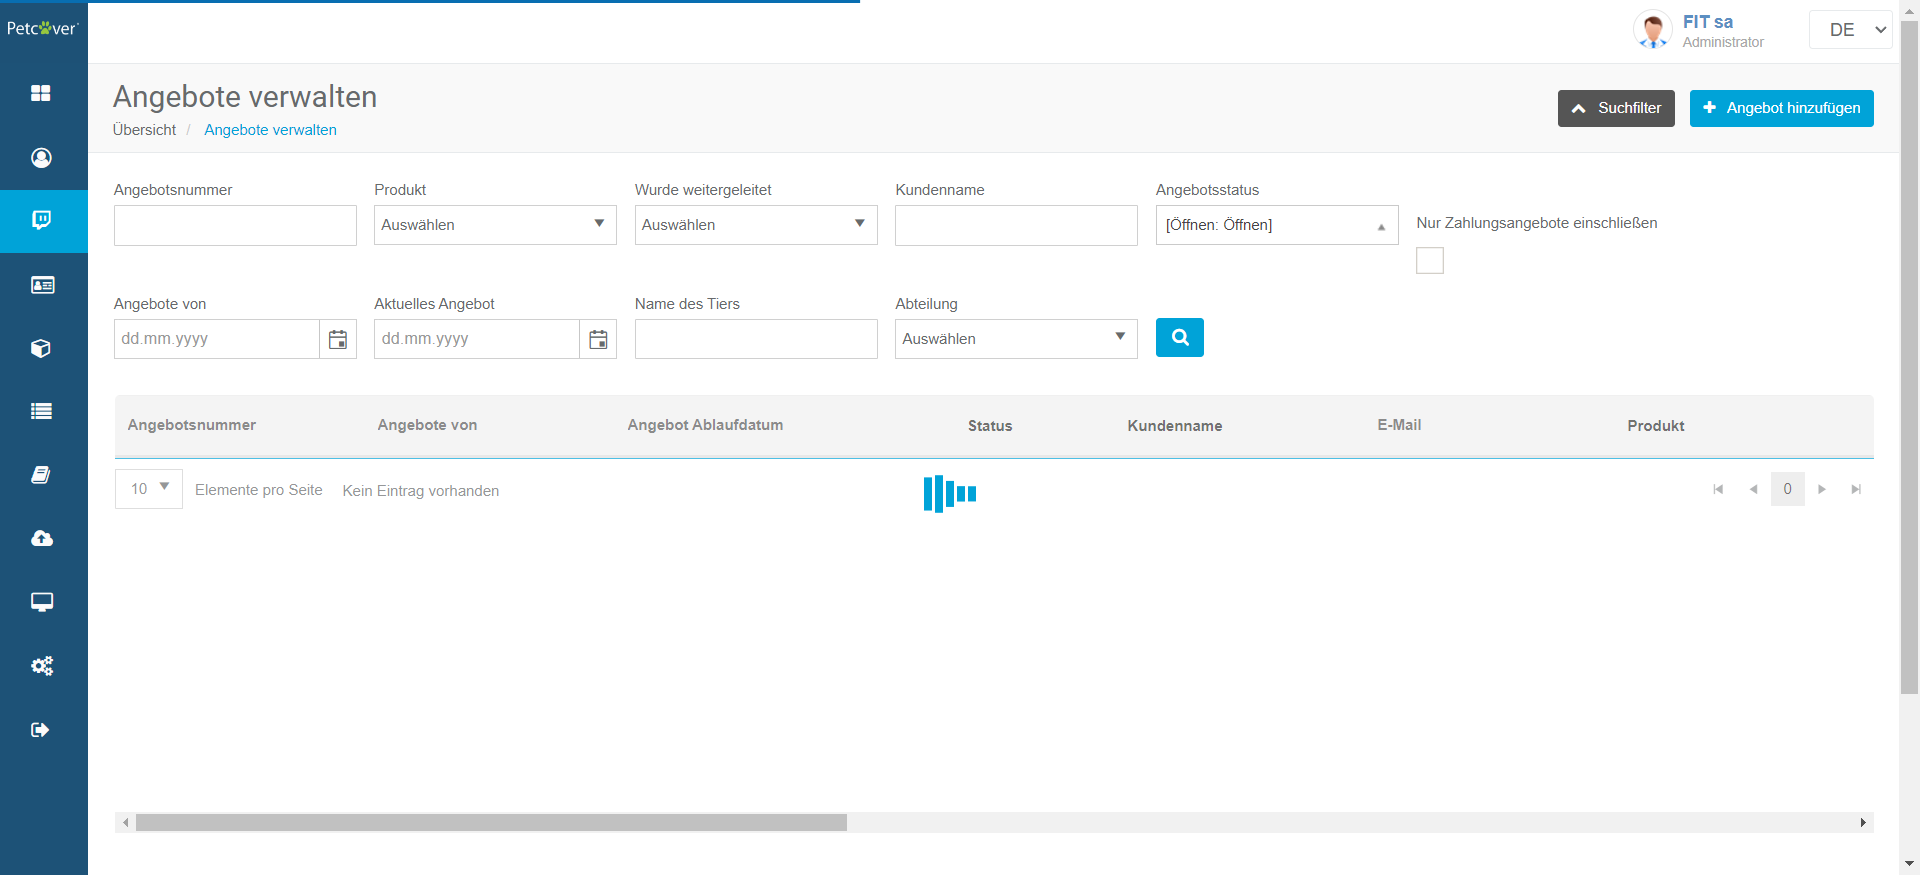 Petcover
FIT sa
Administrator
DE
Angebote verwalten
Übersicht / Angebote verwalten
Suchfilter
Angebot hinzufügen
Angebotsnummer
Produkt
Wurde weitergeleitet
Kundenname
Angebotsstatus
Auswählen
Auswählen
[Öffnen: Öffnen]
Nur Zahlungsangebote einschließen
Angebote von
Aktuelles Angebot
Name des Tiers
Abteilung
dd.mm.yyyy
dd.mm.yyyy
Auswählen
Angebotsnummer Angebote von Angebot Ablaufdatum Status Kundenname E-Mail Produkt
10 Elemente pro Seite Kein Eintrag vorhanden 0